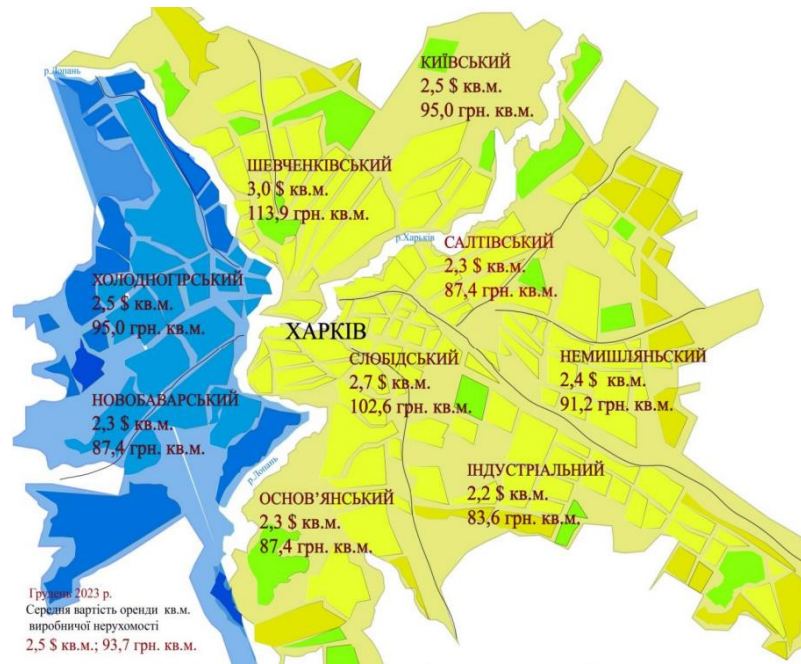 р.Лопань
КИЇВСЬКИЙ
2,5 $ кв.м.
95,0 грн. кв.м.
ШЕВЧЕНКІВСЬКИЙ
3,0 $ кв.м.
113,9 грн. кв.м.
р.Харьків
САЛТІВСЬКИЙ
2,3 $ кв.м.
87,4 грн. кв.м.
ХОЛОДНОГІРСЬКИЙ
2,5 $ кв.м.
95,0 грн. кв.м.
ХАРКІВ
СЛОБІДСЬКИЙ
2,7 $ кв.м.
102,6 грн. кв.м.
НЕМИШЛЯНЬСКИЙ
2,4 $ кв.м.
91,2 грн. кв.м.
НОВОБАВАРСЬКИЙ
2,3 $ кв.м.
87,4 грн. кв.м.
р.Лопань
ОСНОВ’ЯНСЬКИЙ
2,3 $ кв.м.
87,4 грн. кв.м.
ІНДУСТРІАЛЬНИЙ
2,2 $ кв.м.
83,6 грн. кв.м.
Грудень 2023 р.
Середня вартість оренди кв.м.
виробничої нерухомості
2,5 $ кв.м.; 93,7 грн. кв.м.